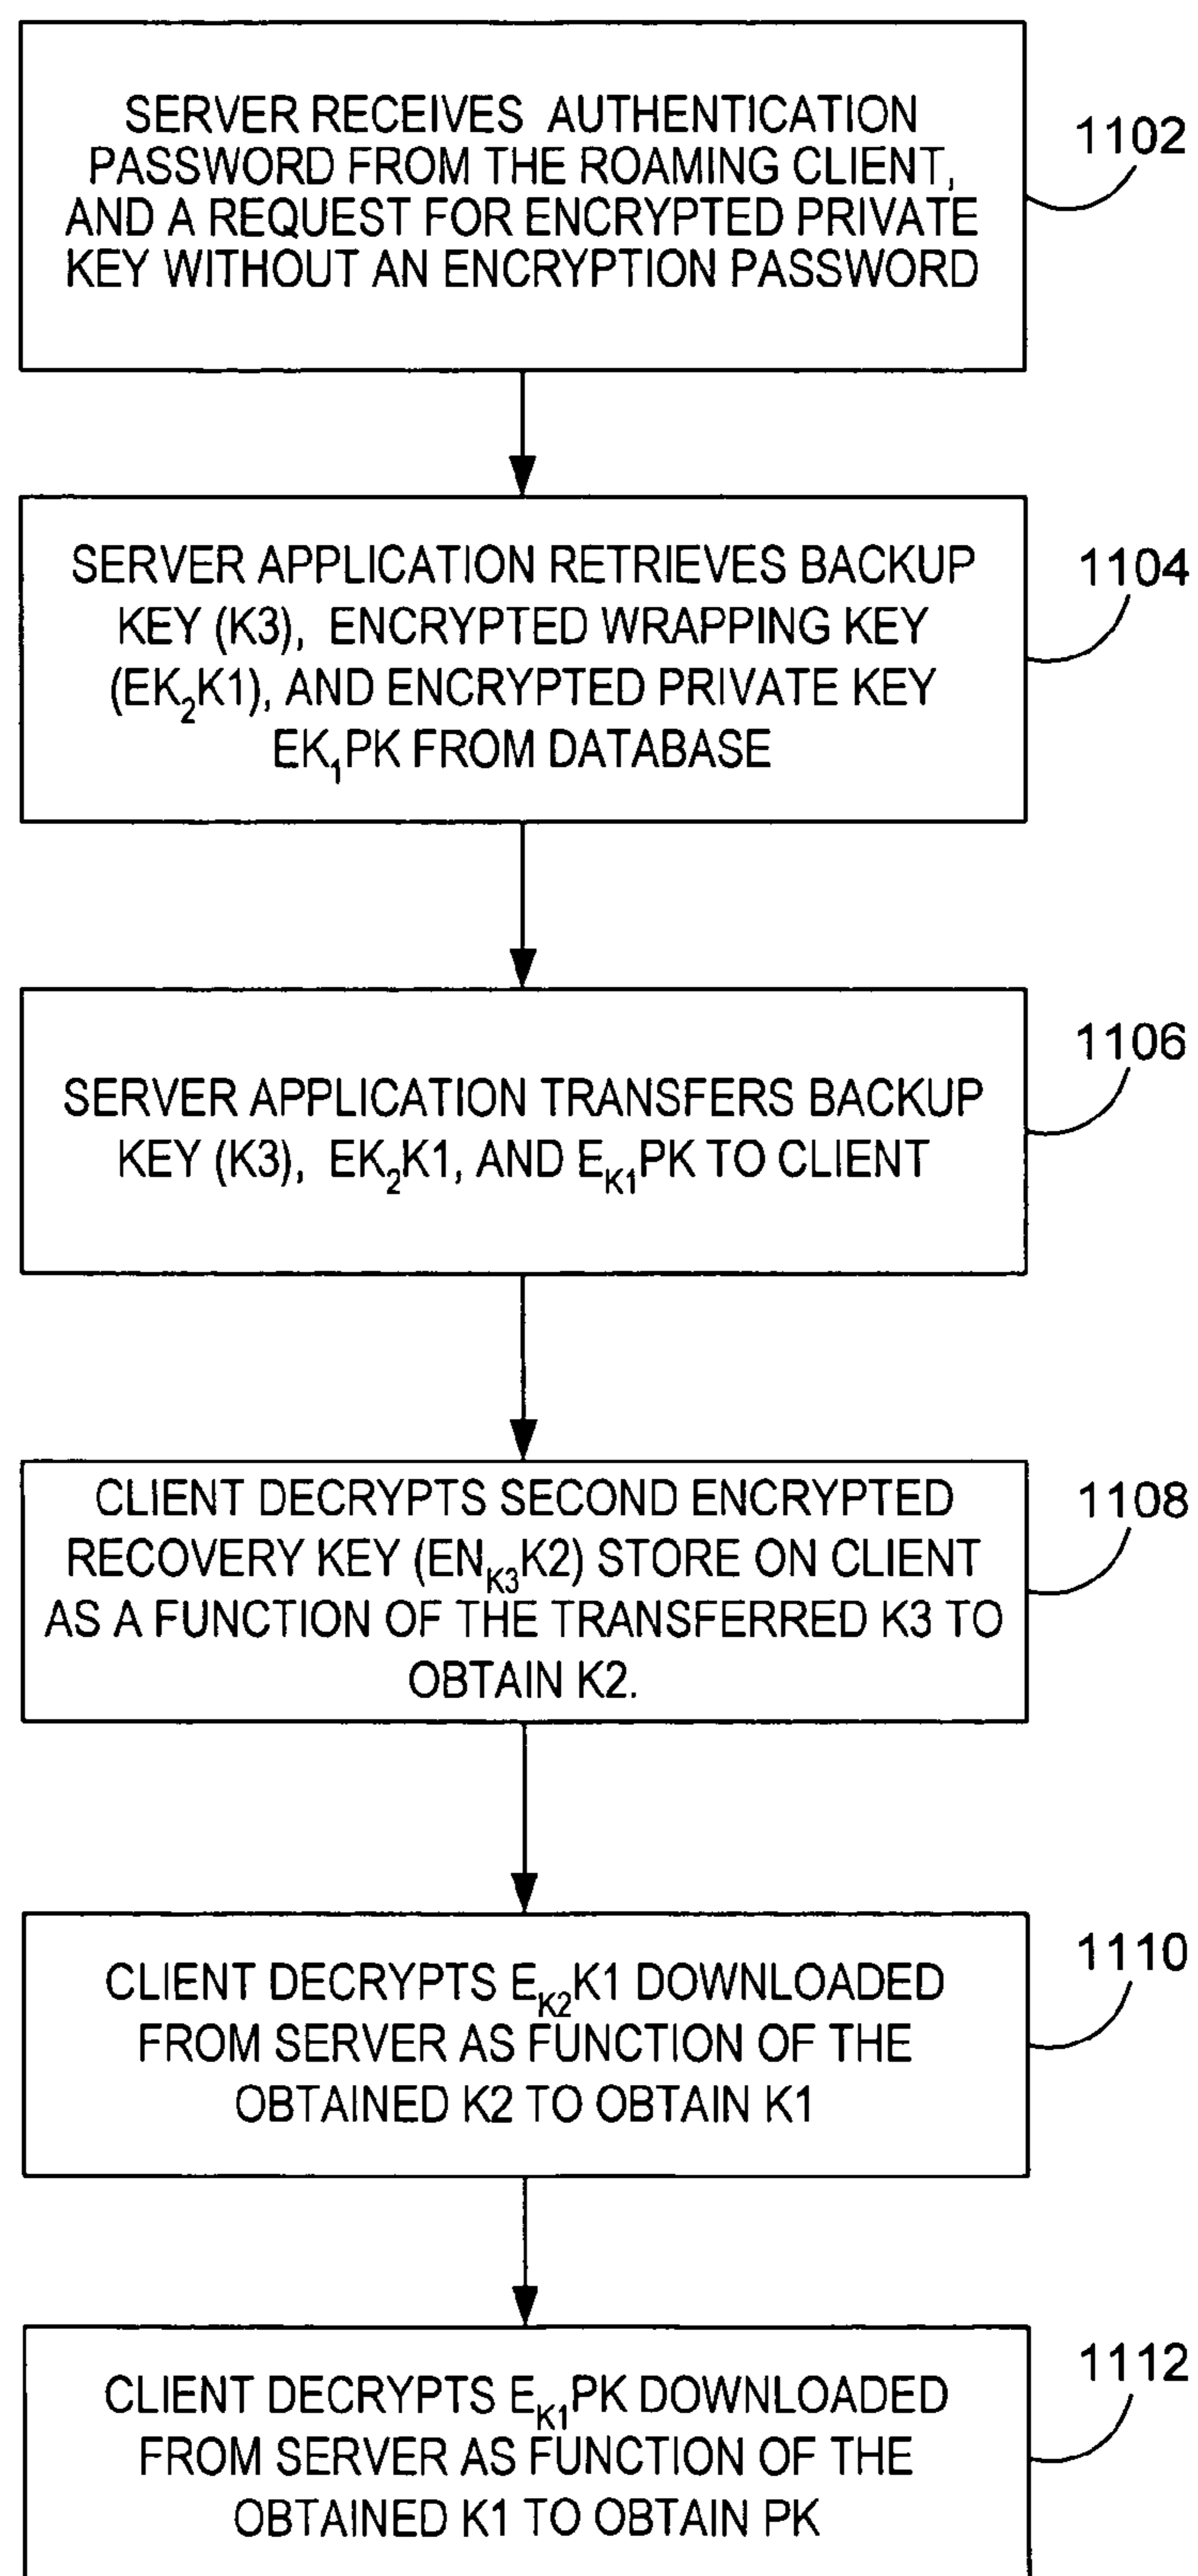 SERVER RECEIVES AUTHENTICATION
PASSWORD FROM THE ROAMING CLIENT,
AND A REQUEST FOR ENCRYPTED PRIVATE
KEY WITHOUT AN ENCRYPTION PASSWORD
1102
SERVER APPLICATION RETRIEVES BACKUP
KEY (K3), ENCRYPTED WRAPPING KEY
(EK₂K1), AND ENCRYPTED PRIVATE KEY
EK₁PK FROM DATABASE
1104
SERVER APPLICATION TRANSFERS BACKUP
KEY (K3), EK₂K1, AND E_K1PK TO CLIENT
1106
CLIENT DECRYPTS SECOND ENCRYPTED
RECOVERY KEY (EN_K3K2) STORE ON CLIENT
AS A FUNCTION OF THE TRANSFERRED K3 TO
OBTAIN K2.
1108
CLIENT DECRYPTS E_K2K1 DOWNLOADED
FROM SERVER AS FUNCTION OF THE
OBTAINED K2 TO OBTAIN K1
1110
CLIENT DECRYPTS E_K1PK DOWNLOADED
FROM SERVER AS FUNCTION OF THE
OBTAINED K1 TO OBTAIN PK
1112